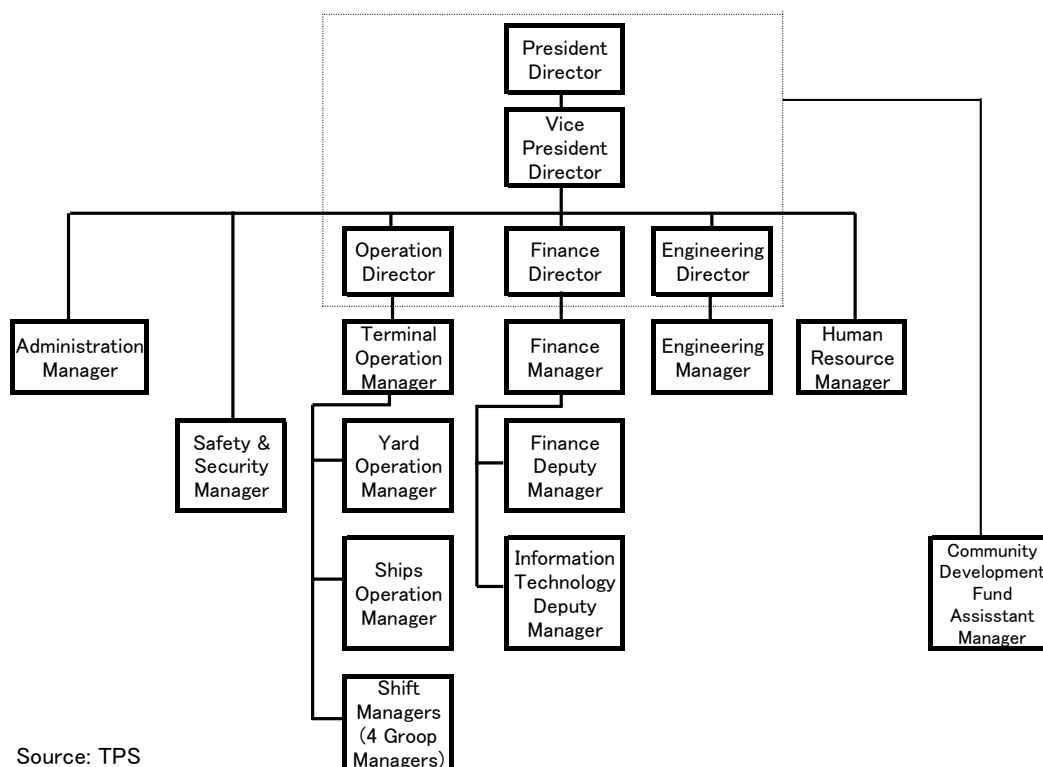 President
Director
Vice
President
Director
Operation
Director
Finance
Director
Engineering
Director
Administration
Manager
Terminal
Operation
Manager
Finance
Manager
Engineering
Manager
Human
Resource
Manager
Safety &
Security
Manager
Yard
Operation
Manager
Finance
Deputy
Manager
Ships
Operation
Manager
Information
Technology
Deputy
Manager
Community
Development
Fund
Assisstant
Manager
Shift
Managers
(4 Groop
Managers)
Source: TPS